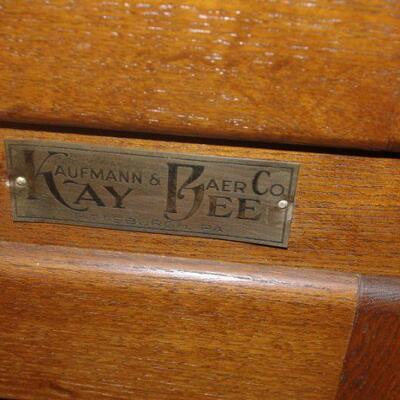 KAUFMANN & BAER CO.
KAY BEE
PITTSBURGH, PA.